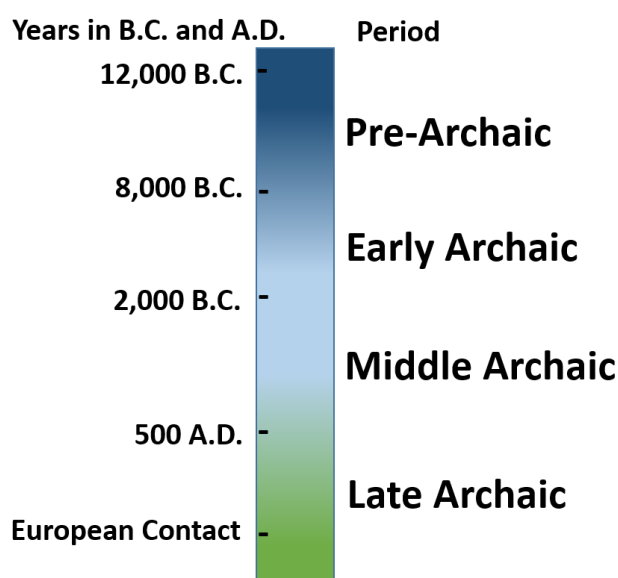 Years in B.C. and A.D. Period
12,000 B.C.
Pre-Archaic
8,000 B.C.
Early Archaic
2,000 B.C.
Middle Archaic
500 A.D.
Late Archaic
European Contact